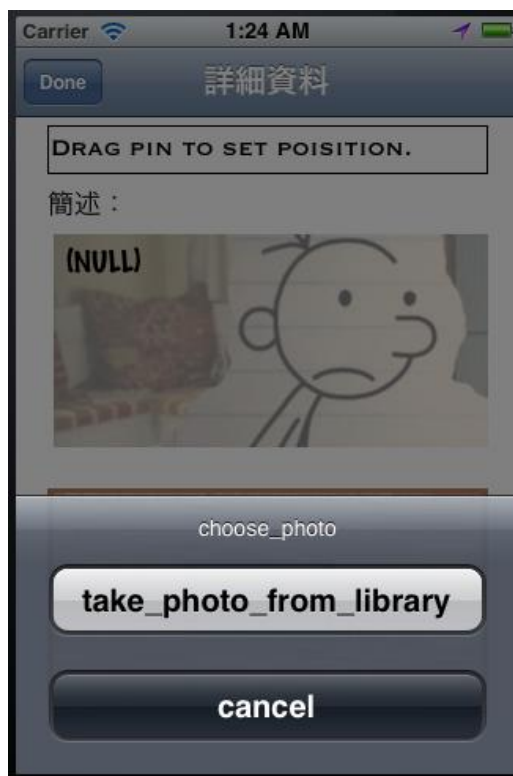 Carrier 1:24 AM
Done 詳細資料
DRAG PIN TO SET POISITION.
簡述：
(NULL)
choose_photo
take_photo_from_library
cancel